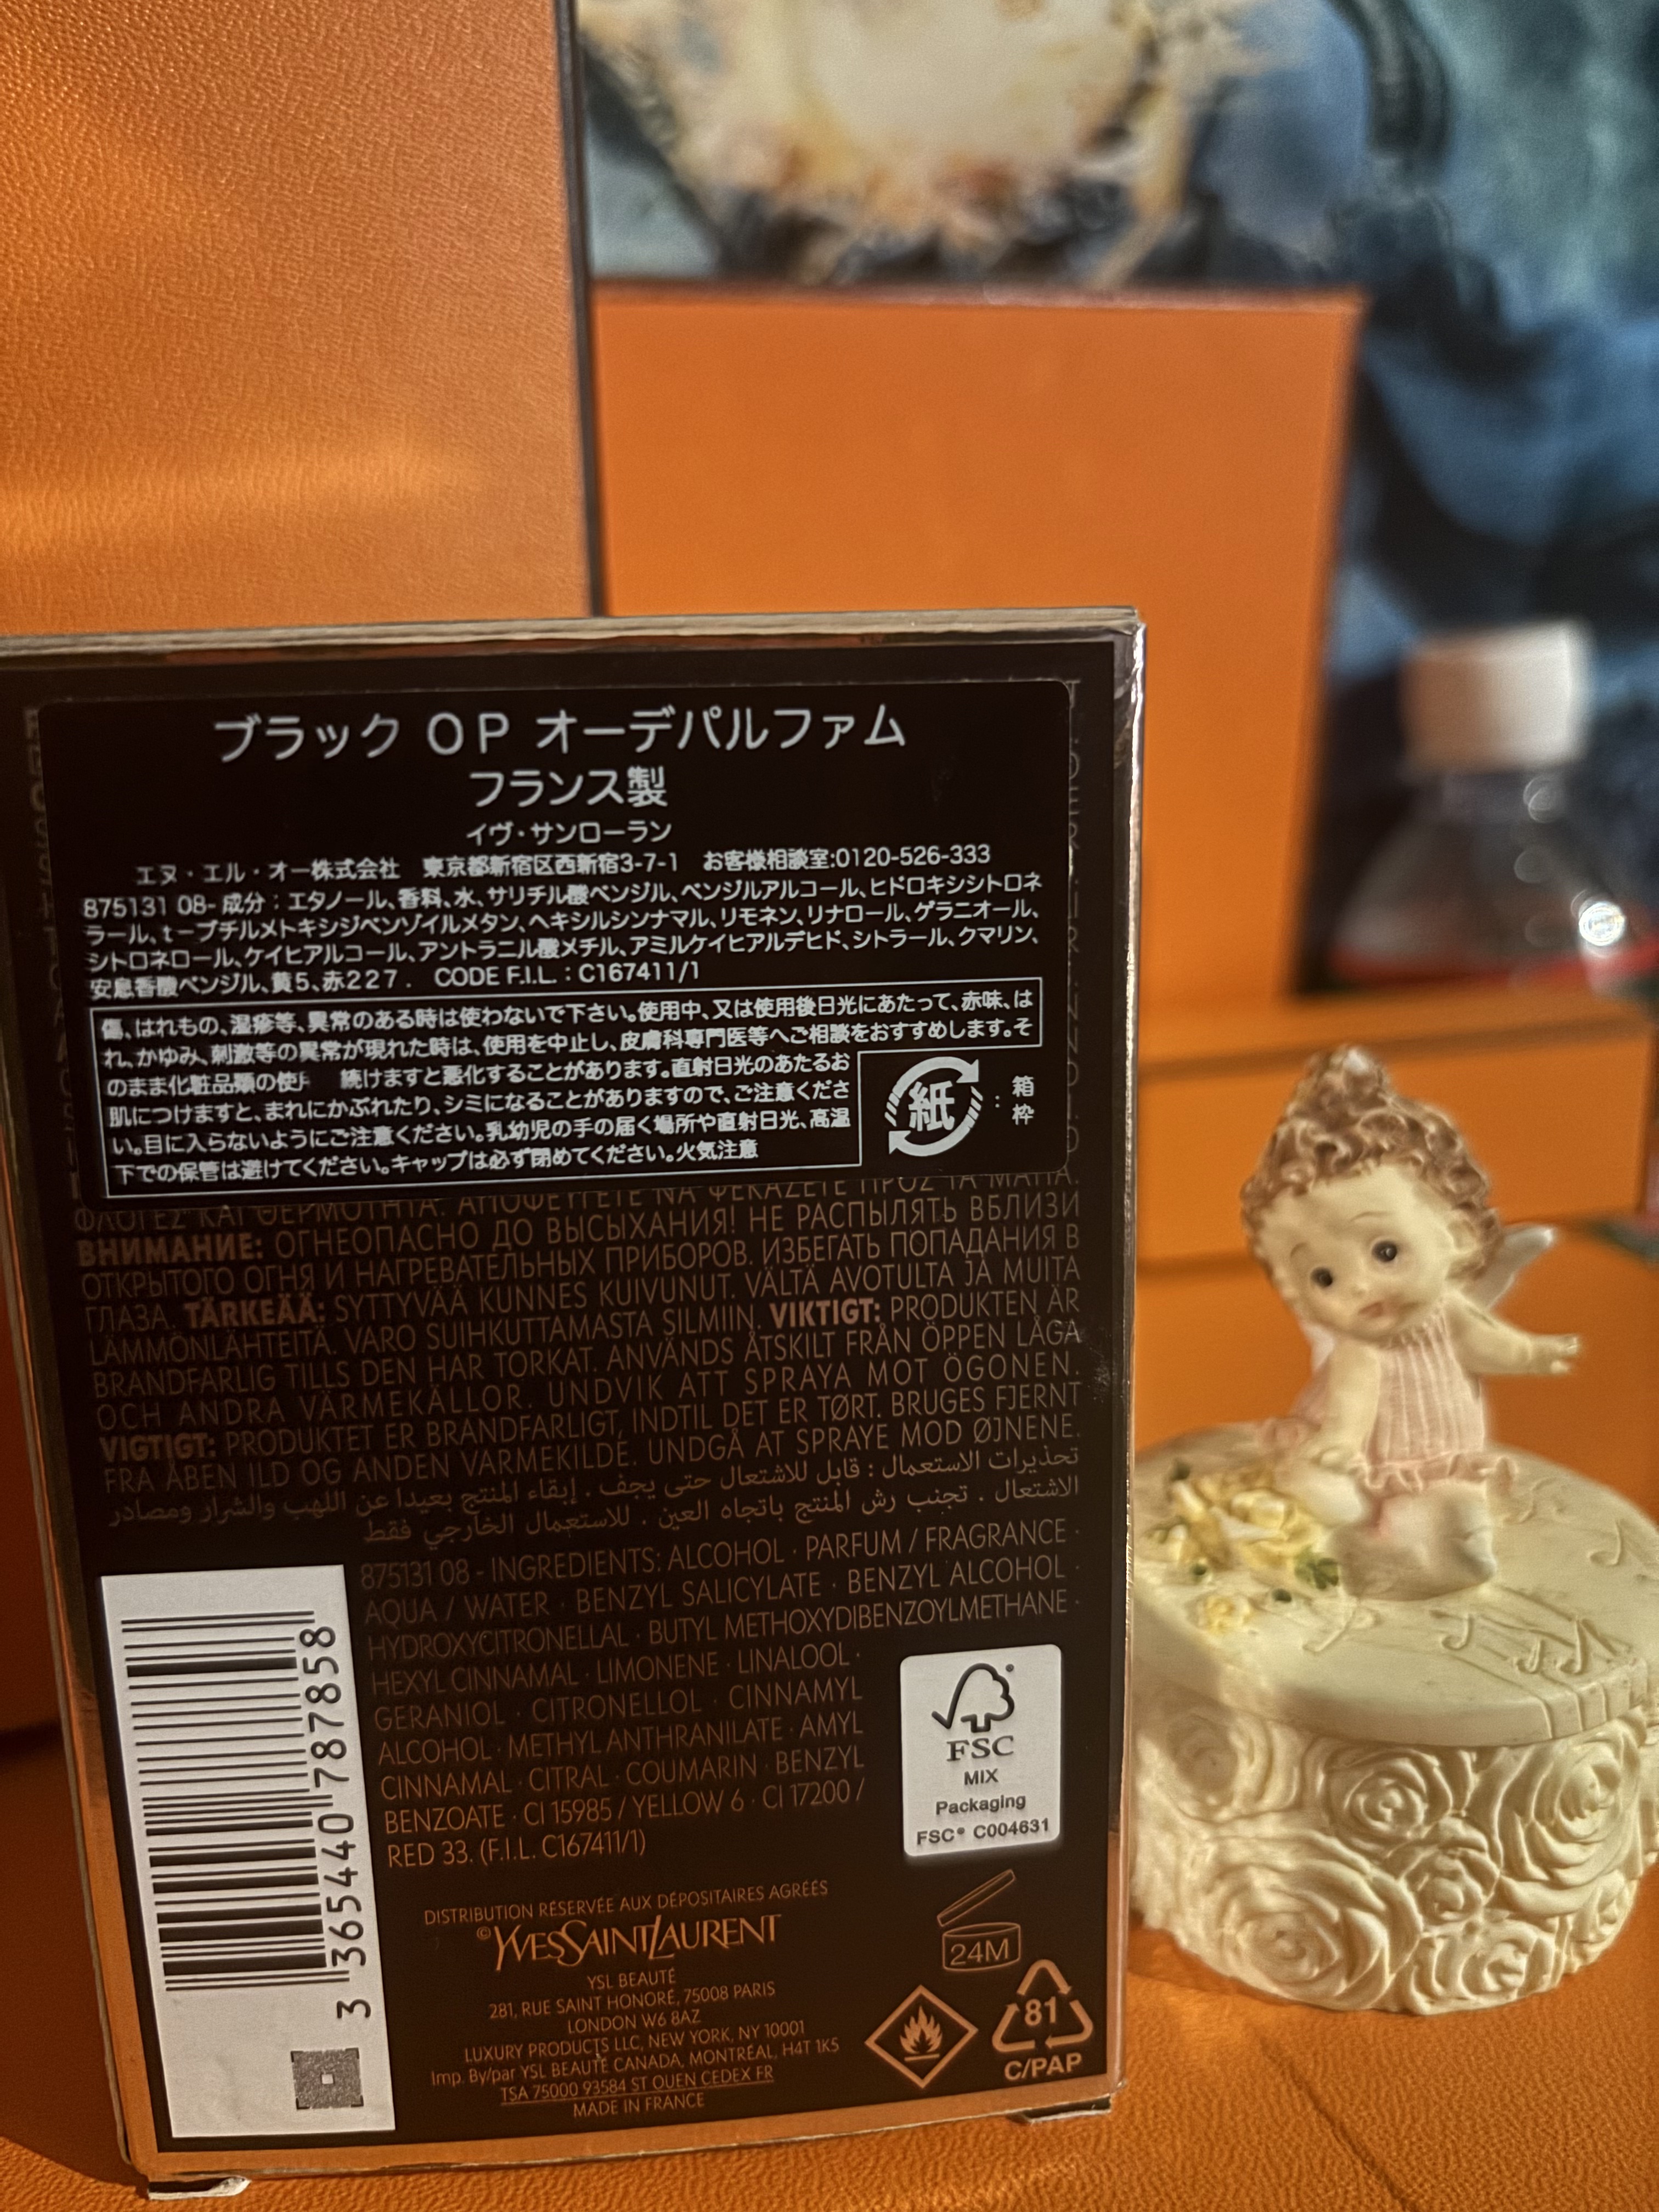 ブラック OP オーデパルファム
フランス製
イヴ・サンローラン
エヌ・エル・オー株式会社 東京都新宿区西新宿3-7-1 お客様相談室:0120-526-333
875131 08- 成分：エタノール、香料、水、サリチル酸ベンジル、ベンジルアルコール、ヒドロキシシトロネ
ラール、t－ブチルメトキシジベンゾイルメタン、ヘキシルシンナマル、リモネン、リナロール、ゲラニオール、
シトロネロール、ケイヒアルコール、アントラニル酸メチル、アミルケイヒアルデヒド、シトラール、クマリン、
安息香酸ベンジル、黄5、赤227. CODE F.I.L. : C167411/1
傷、はれもの、湿疹等、異常のある時は使わないで下さい。使用中、又は使用後日光にあたって、赤味、は
れ、かゆみ、刺激等の異常が現れた時は、使用を中止し、皮膚科専門医等へご相談をおすすめします。そ
のまま化粧品類の使 続けますと悪化することがあります。直射日光のあたるお
肌につけますと、まれにかぶれたり、シミになることがありますので、ご注意くださ
い。目に入らないようにご注意ください。乳幼児の手の届く場所や直射日光、高温
下での保管は避けてください。キャップは必ず閉めてください。火気注意
紙 : 箱
枠
ΦΛΟΓΕΣ ΚΑΙ ΘΕΡΜΟΤΗΤΑ. ΑΠΟΦΕΥΓΕΤΕ ΝΑ ΨΕΚΑΖΕΤΕ ΠΡΟΣ ΤΑ ΜΑΤΙΑ.
ВНИМАНИЕ: ОГНЕОПАСНО ДО ВЫСЫХАНИЯ! НЕ РАСПЫЛЯТЬ ВБЛИЗИ
ОТКРЫТОГО ОГНЯ И НАГРЕВАТЕЛЬНЫХ ПРИБОРОВ. ИЗБЕГАТЬ ПОПАДАНИЯ В
ГЛАЗА. TÄRKEÄÄ: SYTTYVÄÄ KUNNES KUIVUNUT. VÄLTÄ AVOTULTA JA MUITA
LÄMMÖNLÄHTEITÄ. VARO SUIHKUTTAMASTA SILMIIN. VIKTIGT: PRODUKTEN ÄR
BRANDFARLIG TILLS DEN HAR TORKAT. ANVÄNDS ÅTSKILT FRÅN ÖPPEN LÅGA
OCH ANDRA VÄRMEKÄLLOR. UNDVIK ATT SPRAYA MOT ÖGONEN.
VIGTIGT: PRODUKTET ER BRANDFARLIGT, INDTIL DET ER TØRT. BRUGES FJERNT
FRA ÅBEN ILD OG ANDEN VARMEKILDE. UNDGÅ AT SPRAYE MOD ØJNENE.
تحذيرات الاستعمال : قابل للاشتعال حتى يجف . إبقاء المنتج بعيدا عن اللهب والشرار ومصادر
الاشتعال . تجنب رش المنتج باتجاه العين . للاستعمال الخارجي فقط
875131 08 - INGREDIENTS: ALCOHOL · PARFUM / FRAGRANCE ·
AQUA / WATER · BENZYL SALICYLATE · BENZYL ALCOHOL ·
HYDROXYCITRONELLAL · BUTYL METHOXYDIBENZOYLMETHANE ·
HEXYL CINNAMAL · LIMONENE · LINALOOL ·
GERANIOL · CITRONELLOL · CINNAMYL
ALCOHOL · METHYL ANTHRANILATE · AMYL
CINNAMAL · CITRAL · COUMARIN · BENZYL
BENZOATE · CI 15985 / YELLOW 6 · CI 17200 /
RED 33. (F.I.L. C167411/1)
3 365440 787858
FSC
MIX
Packaging
FSC® C004631
DISTRIBUTION RÉSERVÉE AUX DÉPOSITAIRES AGRÉÉS
©YVESSAINTLAURENT
YSL BEAUTÉ
281, RUE SAINT HONORÉ, 75008 PARIS
LONDON W6 8AZ
LUXURY PRODUCTS LLC, NEW YORK, NY 10001
Imp. By/par YSL BEAUTÉ CANADA, MONTRÉAL, H4T 1K5
TSA 75000 93584 ST OUEN CEDEX FR
MADE IN FRANCE
24M
81
C/PAP